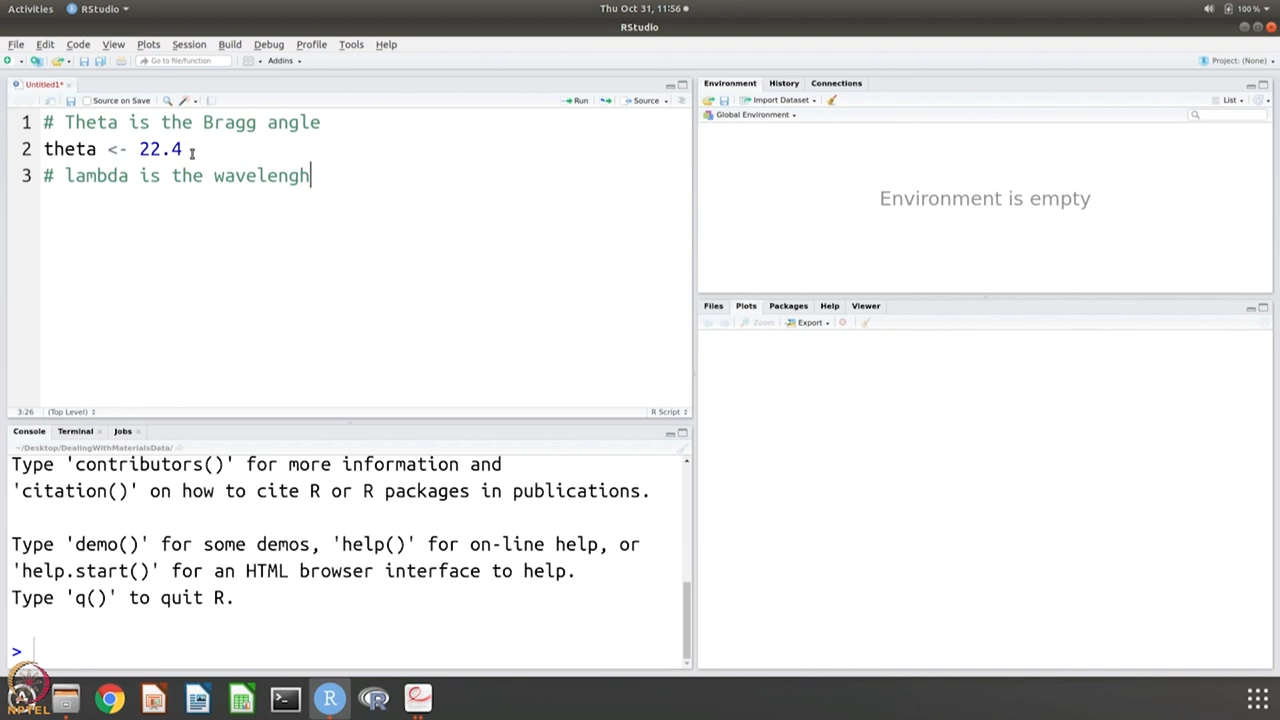 Activities RStudio Thu Oct 31, 11:56 100 %
RStudio
File Edit Code View Plots Session Build Debug Profile Tools Help
Go to file/function Addins Project: (None)
Untitled1*
Source on Save Run Source
1 # Theta is the Bragg angle
2 theta <- 22.4
3 # lambda is the wavelengh
3:26 (Top Level) R Script
Console Terminal Jobs
~/Desktop/DealingWithMaterialsData/
Type 'contributors()' for more information and
'citation()' on how to cite R or R packages in publications.
Type 'demo()' for some demos, 'help()' for on-line help, or
'help.start()' for an HTML browser interface to help.
Type 'q()' to quit R.
>
Environment History Connections
Import Dataset List
Global Environment
Environment is empty
Files Plots Packages Help Viewer
Zoom Export
NPTEL